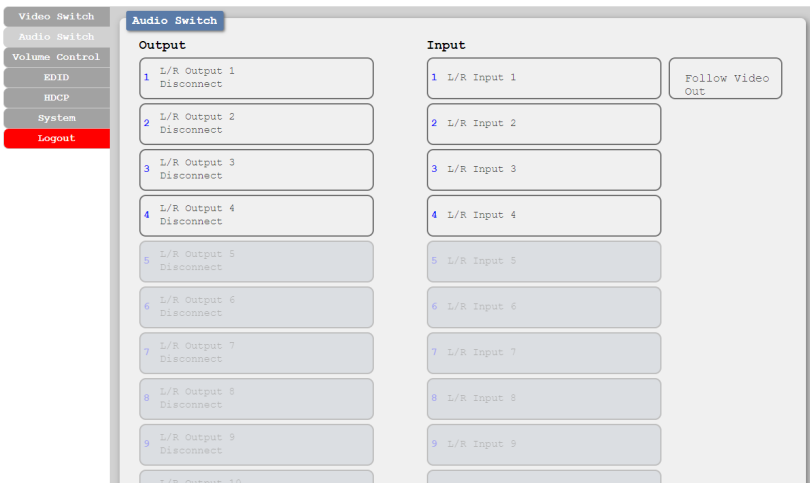 Video Switch
Audio Switch
Volume Control
EDID
HDCP
System
Logout
Audio Switch
Output
Input
1 L/R Output 1
Disconnect
1 L/R Input 1
Follow Video
Out
2 L/R Output 2
Disconnect
2 L/R Input 2
3 L/R Output 3
Disconnect
3 L/R Input 3
4 L/R Output 4
Disconnect
4 L/R Input 4
5 L/R Output 5
Disconnect
5 L/R Input 5
6 L/R Output 6
Disconnect
6 L/R Input 6
7 L/R Output 7
Disconnect
7 L/R Input 7
8 L/R Output 8
Disconnect
8 L/R Input 8
9 L/R Output 9
Disconnect
9 L/R Input 9
L/R Output 10